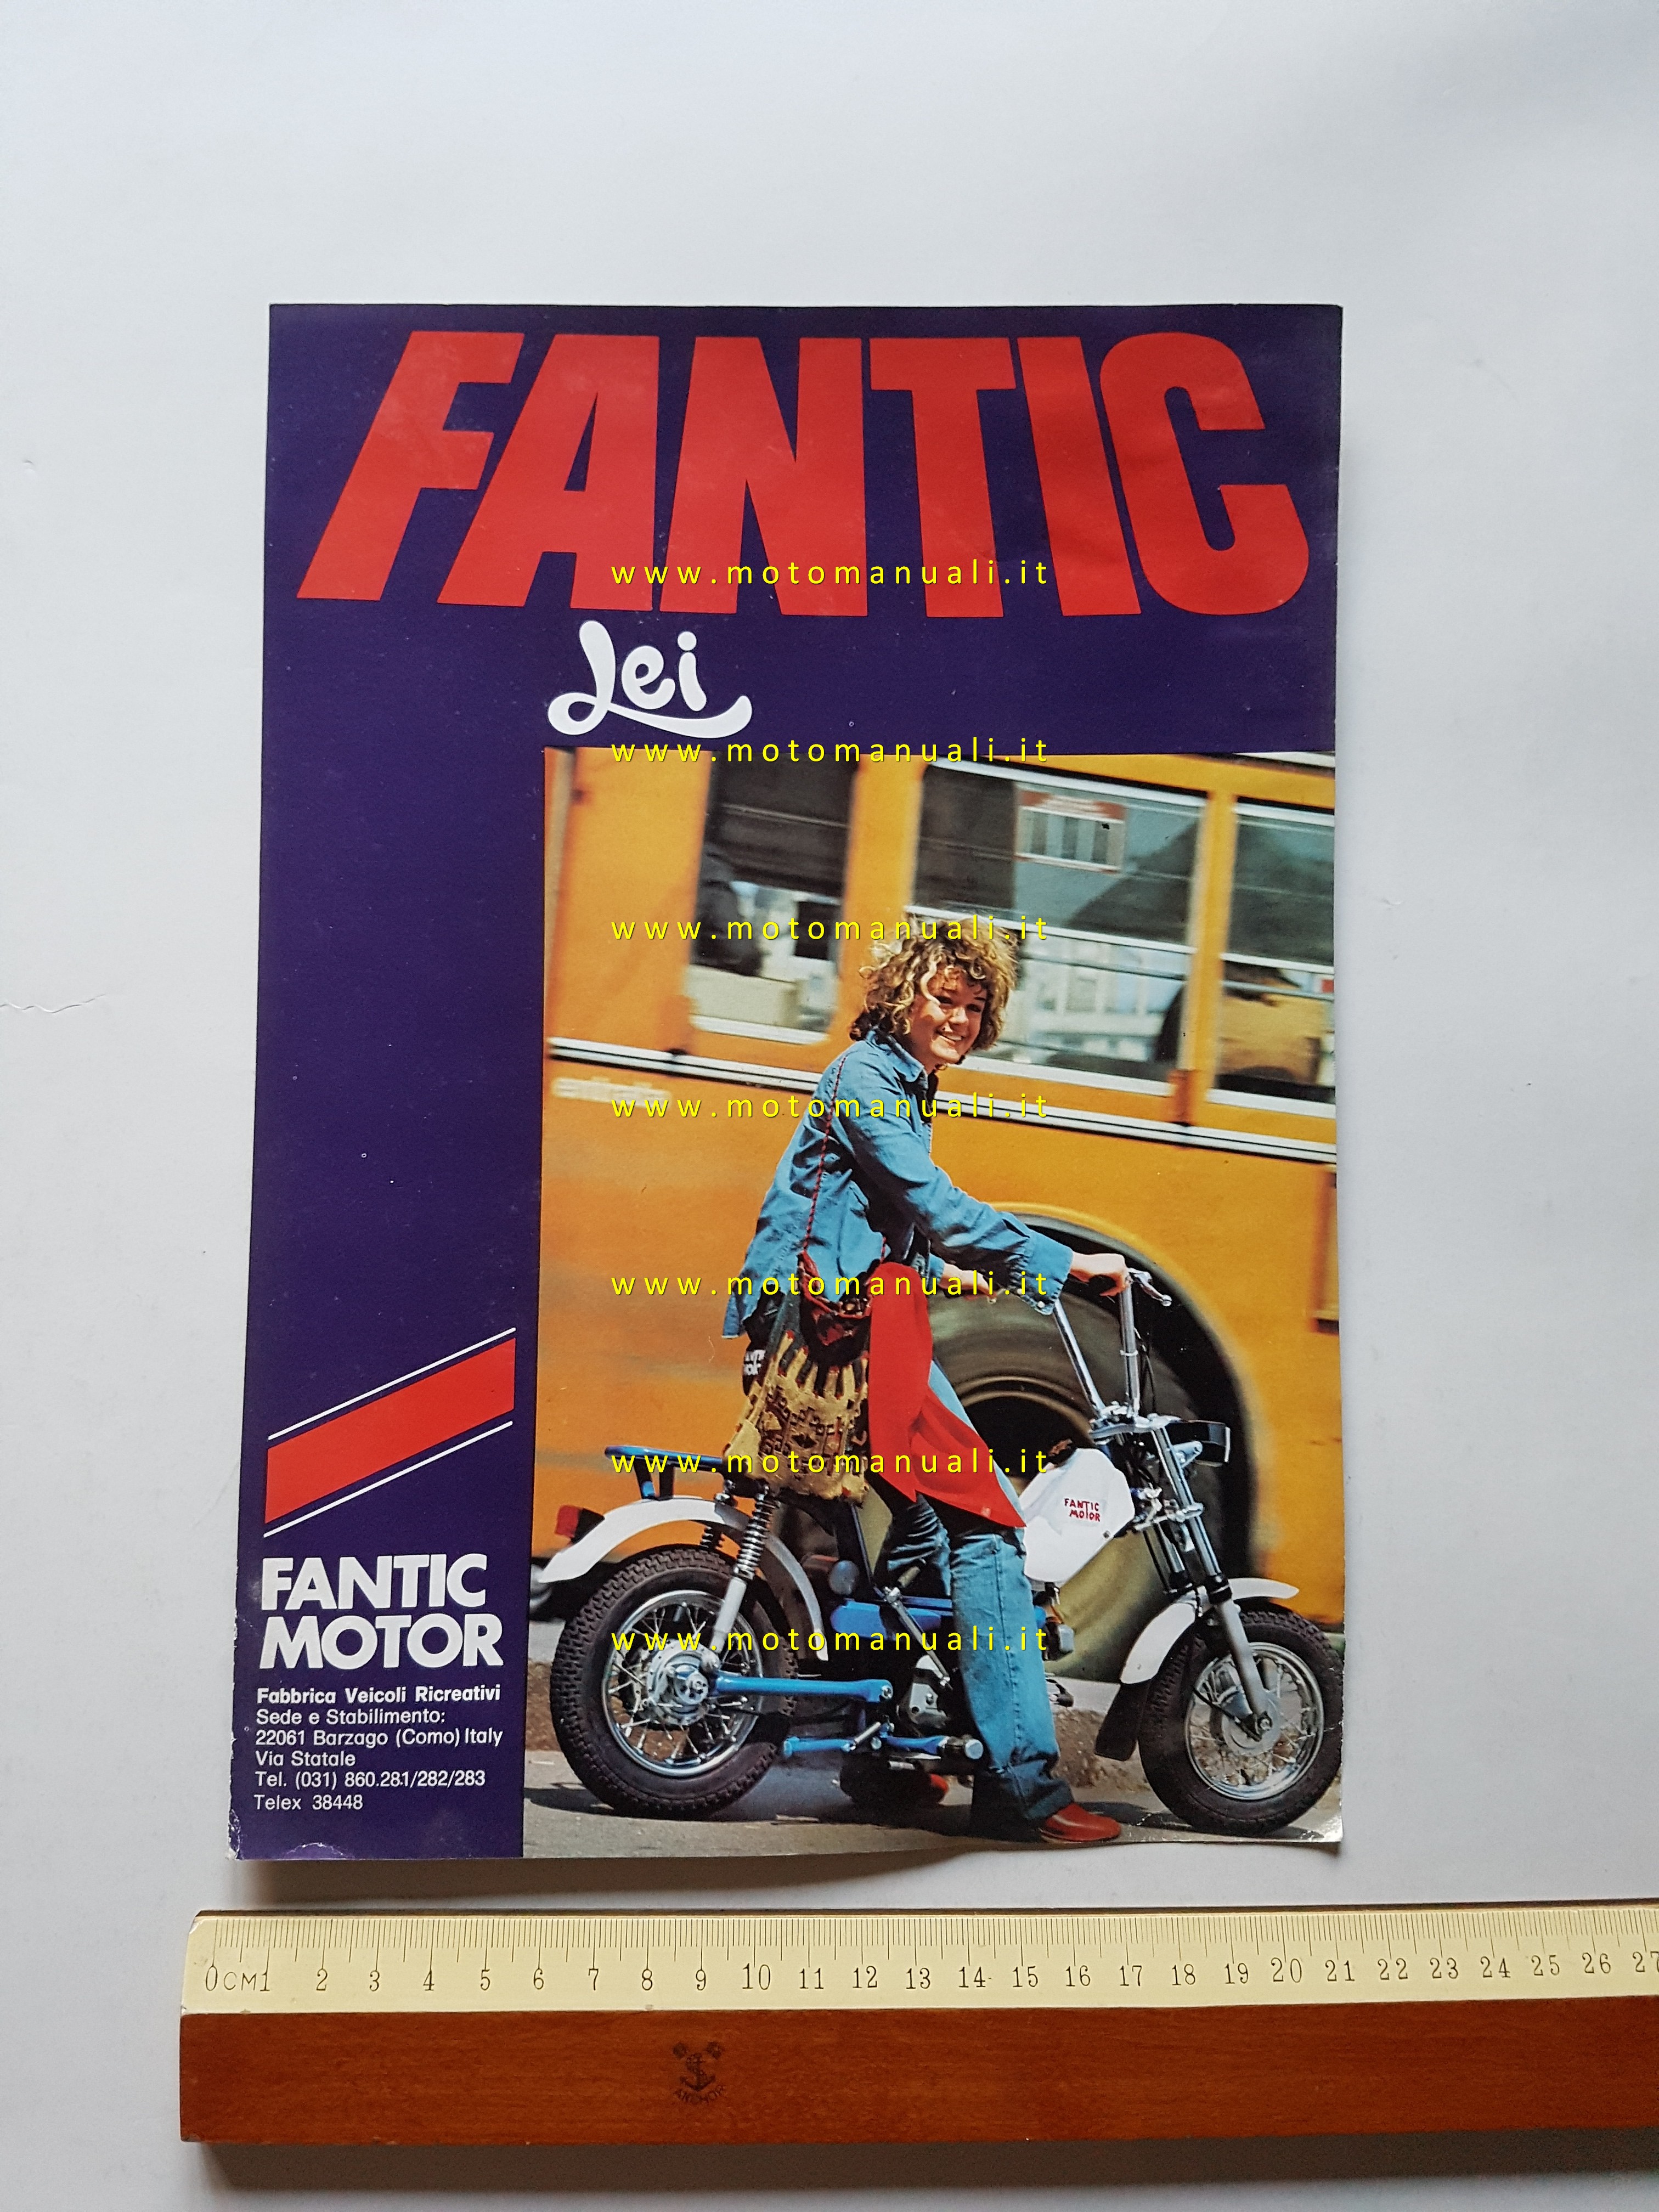 FANTIC
www.motomanuali.it
Lei
www.motomanuali.it
www.motomanuali.it
www.motomanuali.it
www.motomanuali.it
www.motomanuali.it
FANTIC
MOTOR
www.motomanuali.it
FANTIC
MOTOR
Fabbrica Veicoli Ricreativi
Sede e Stabilimento:
22061 Barzago (Como) Italy
Via Statale
Tel. (031) 860.281/282/283
Telex 38448
0CM1 2 3 4 5 6 7 8 9 10 11 12 13 14 15 16 17 18 19 20 21 22 23 24 25 26 27
ANCHOR